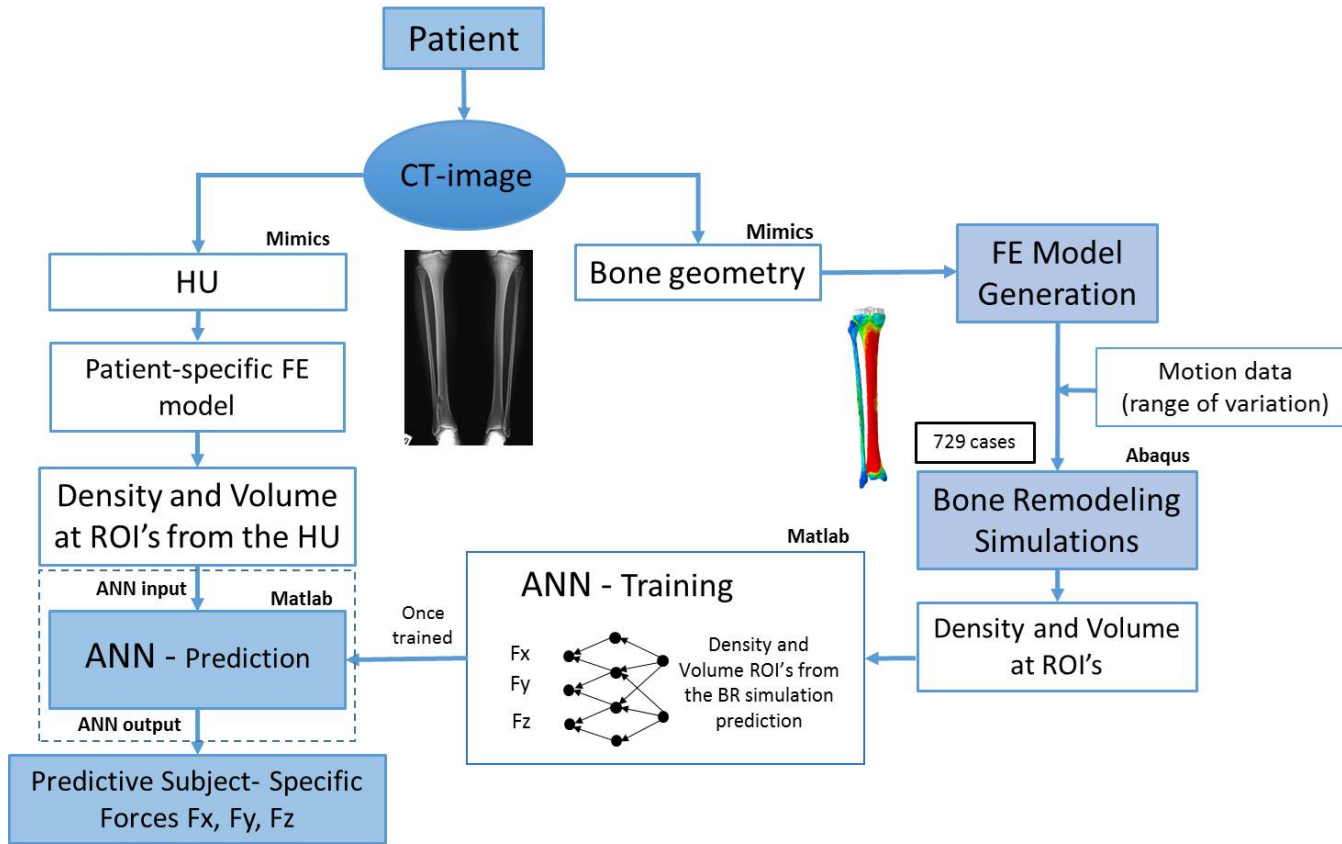 Patient
CT-image
Mimics
HU
Patient-specific FE
model
Density and Volume
at ROI's from the HU
ANN input
Matlab
ANN - Prediction
ANN output
Predictive Subject- Specific
Forces Fx, Fy, Fz
Mimics
Bone geometry
FE Model
Generation
Motion data
(range of variation)
729 cases
Abaqus
Bone Remodeling
Simulations
Density and Volume
at ROI's
Matlab
ANN - Training
Fx
Fy
Fz
Density and
Volume ROI's from
the BR simulation
prediction
Once
trained